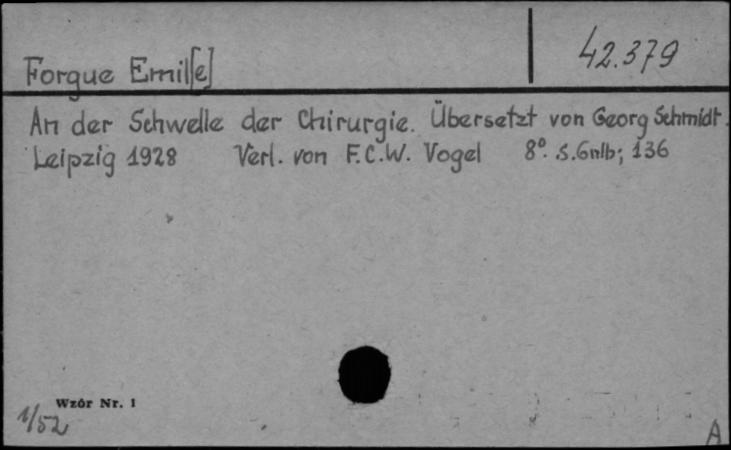 Forgue Emil[e]
42.379
An der Schwelle der Chirurgie. Übersetzt von Georg Schmidt.
Leipzig 1928 Verl. von F.C.W. Vogel 8°. S. 6nlb; 136
Wzór Nr. 1
1/52
A